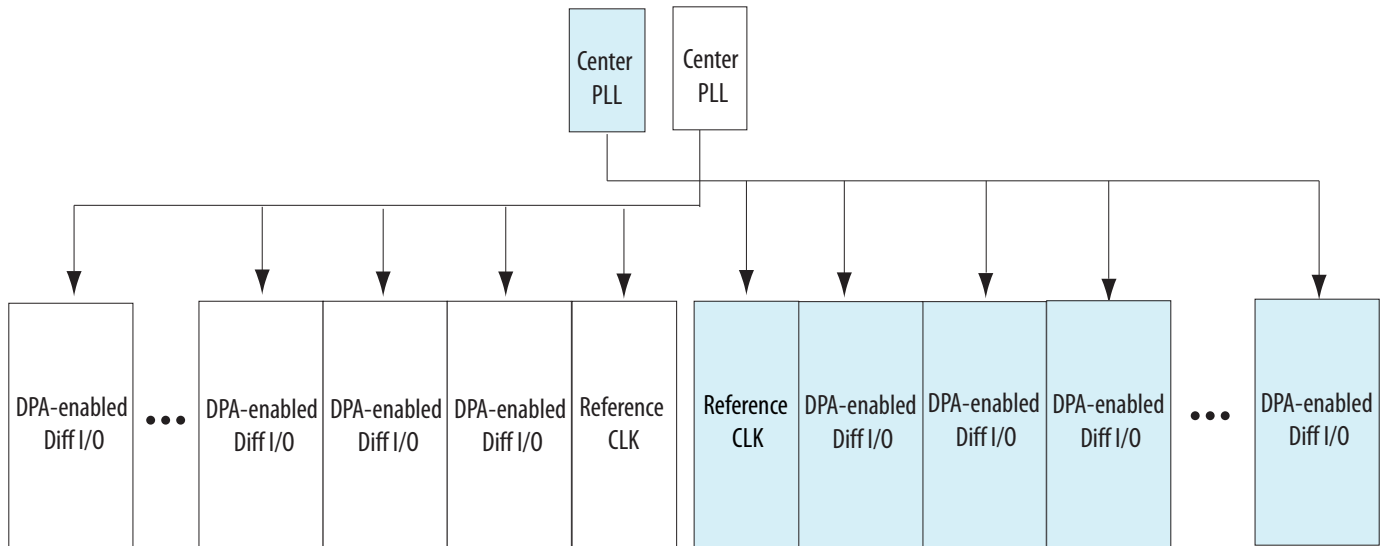 Center
PLL
Center
PLL
DPA-enabled
Diff I/O
•••
DPA-enabled
Diff I/O
DPA-enabled
Diff I/O
DPA-enabled
Diff I/O
Reference
CLK
Reference
CLK
DPA-enabled
Diff I/O
DPA-enabled
Diff I/O
DPA-enabled
Diff I/O
•••
DPA-enabled
Diff I/O